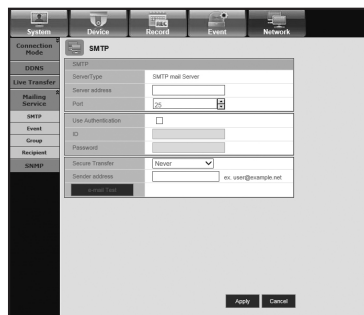 System Device Record Event Network
Connection Mode
DDNS
Live Transfer
Mailing Service
SMTP
Event
Group
Recipient
SNMP
SMTP
SMTP
ServerType SMTP mail Server
Server address
Port 25
Use Authentication
ID
Password
Secure Transfer Never
Sender address ex. user@example.net
e-mail Test
Apply Cancel